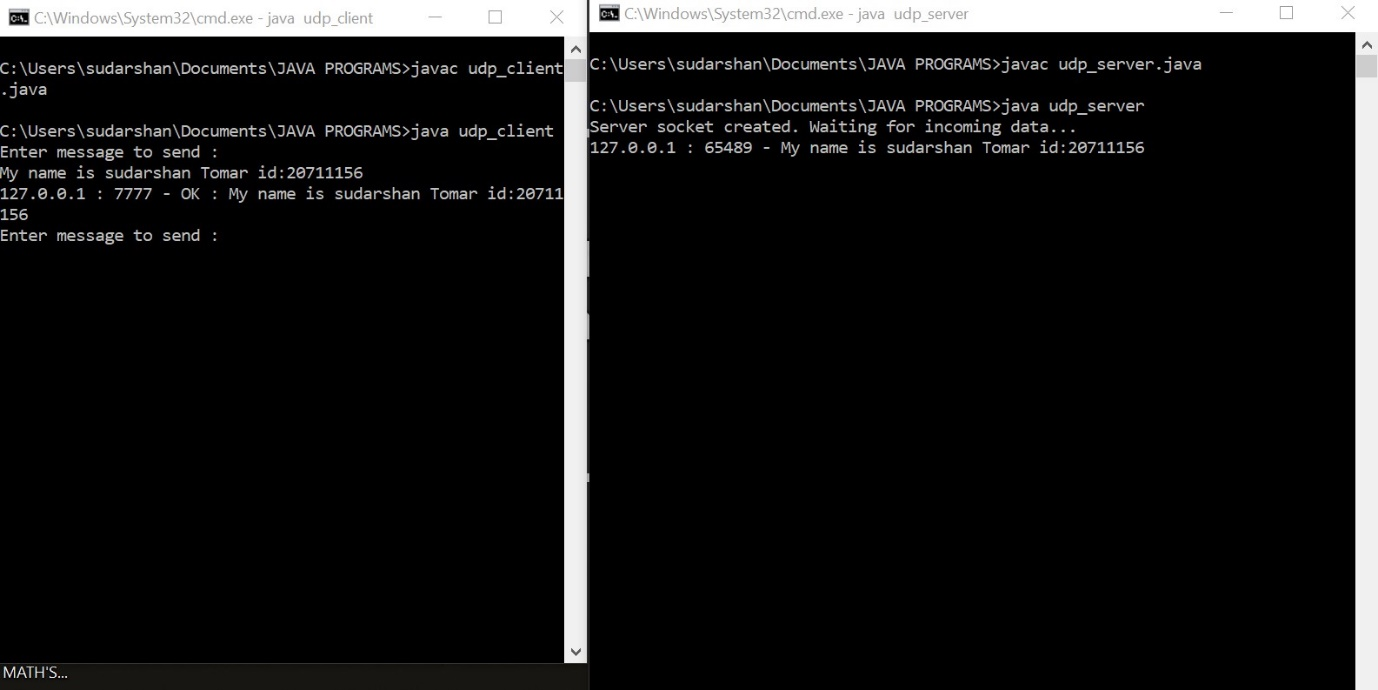 C:\Windows\System32\cmd.exe - java  udp_client
C:\Users\sudarshan\Documents\JAVA PROGRAMS>javac udp_client
.java
C:\Users\sudarshan\Documents\JAVA PROGRAMS>java udp_client
Enter message to send :
My name is sudarshan Tomar id:20711156
127.0.0.1 : 7777 - OK : My name is sudarshan Tomar id:20711
156
Enter message to send :
MATH'S...
C:\Windows\System32\cmd.exe - java  udp_server
C:\Users\sudarshan\Documents\JAVA PROGRAMS>javac udp_server.java
C:\Users\sudarshan\Documents\JAVA PROGRAMS>java udp_server
Server socket created. Waiting for incoming data...
127.0.0.1 : 65489 - My name is sudarshan Tomar id:20711156